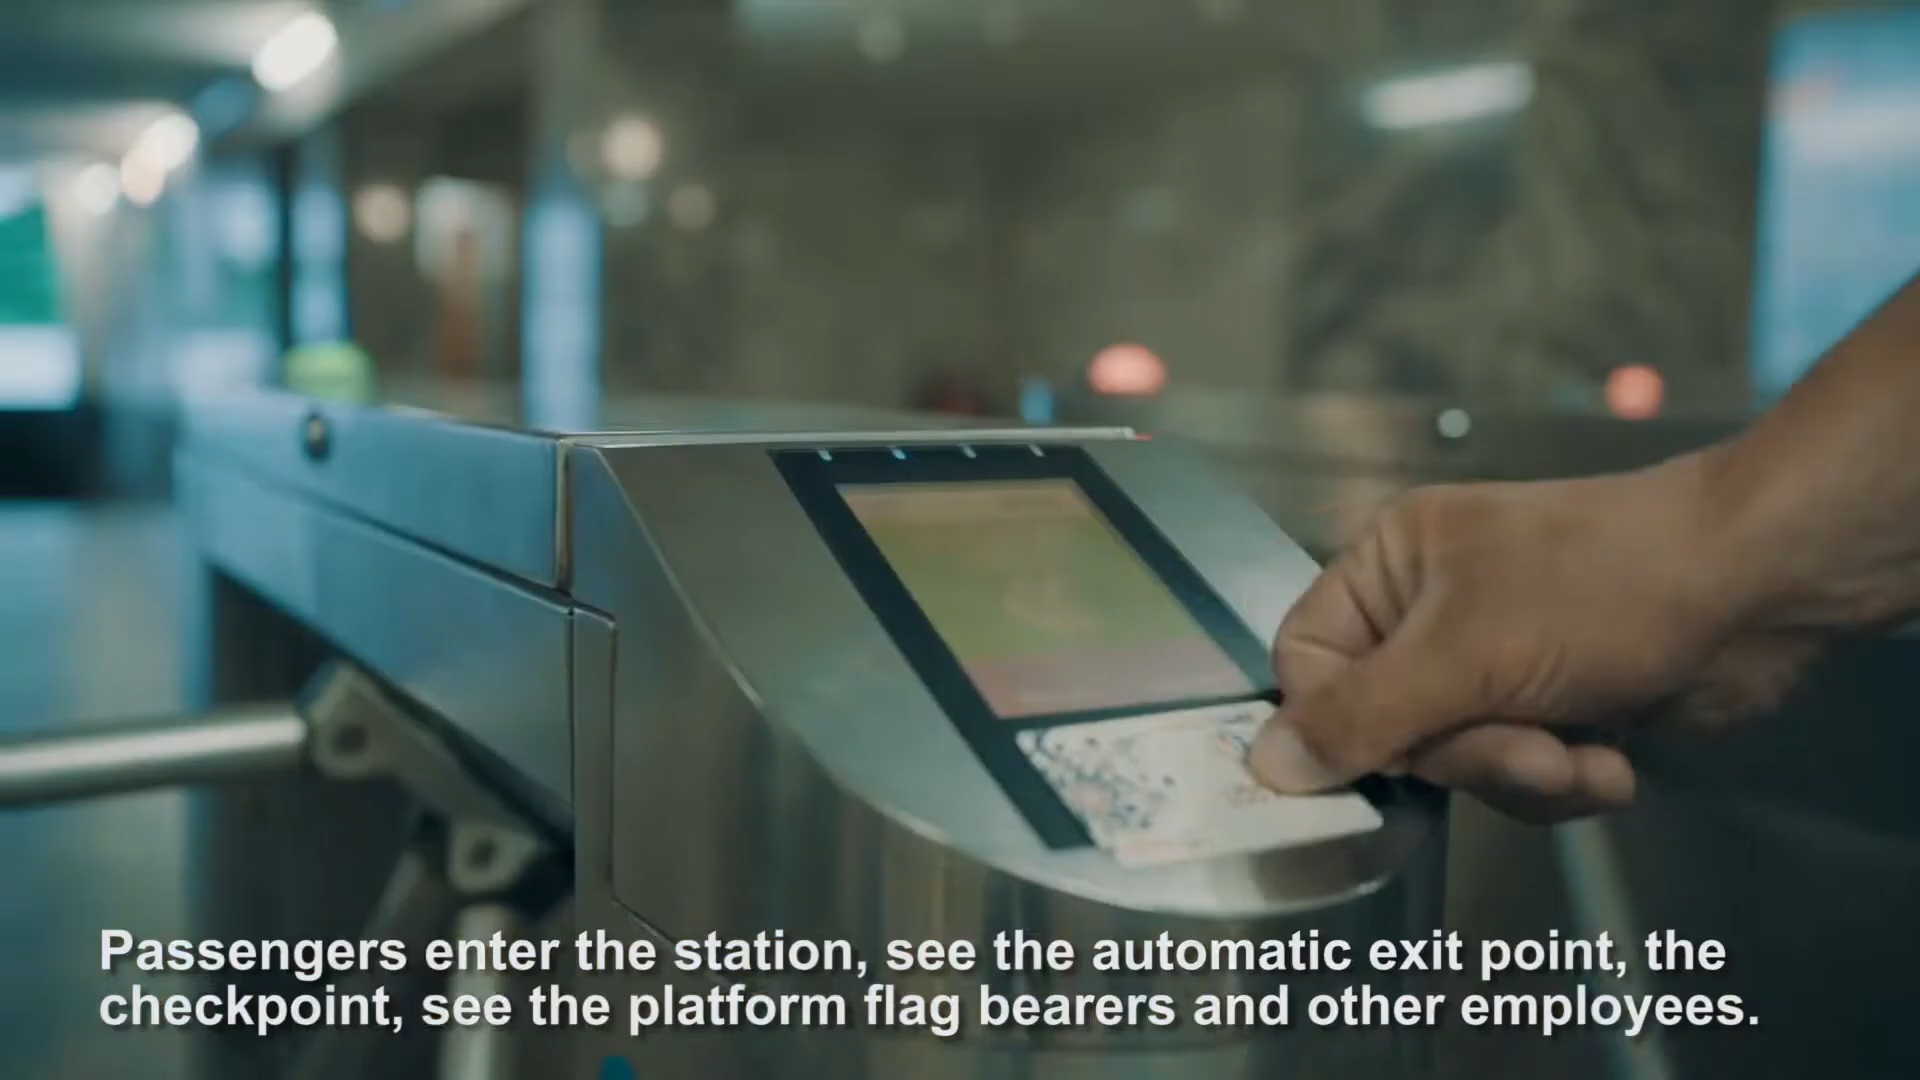 Passengers enter the station, see the automatic exit point, the
checkpoint, see the platform flag bearers and other employees.